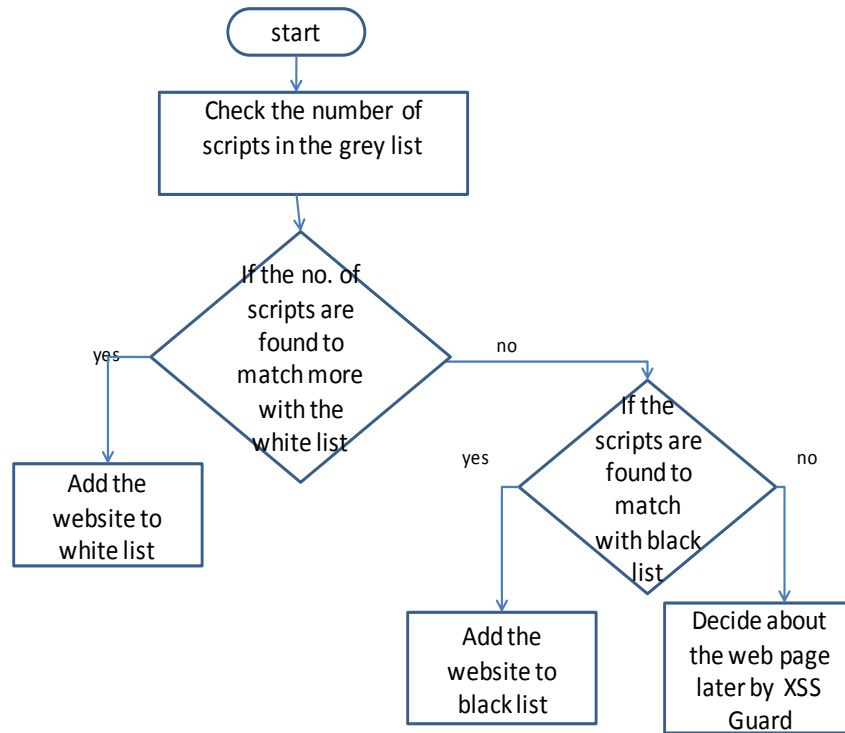 start
Check the number of
scripts in the grey list
If the no. of
scripts are
found to
match more
with the
white list
yes
no
Add the
website to
white list
If the
scripts are
found to
match
with black
list
yes
no
Add the
website to
black list
Decide about
the web page
later by XSS
Guard